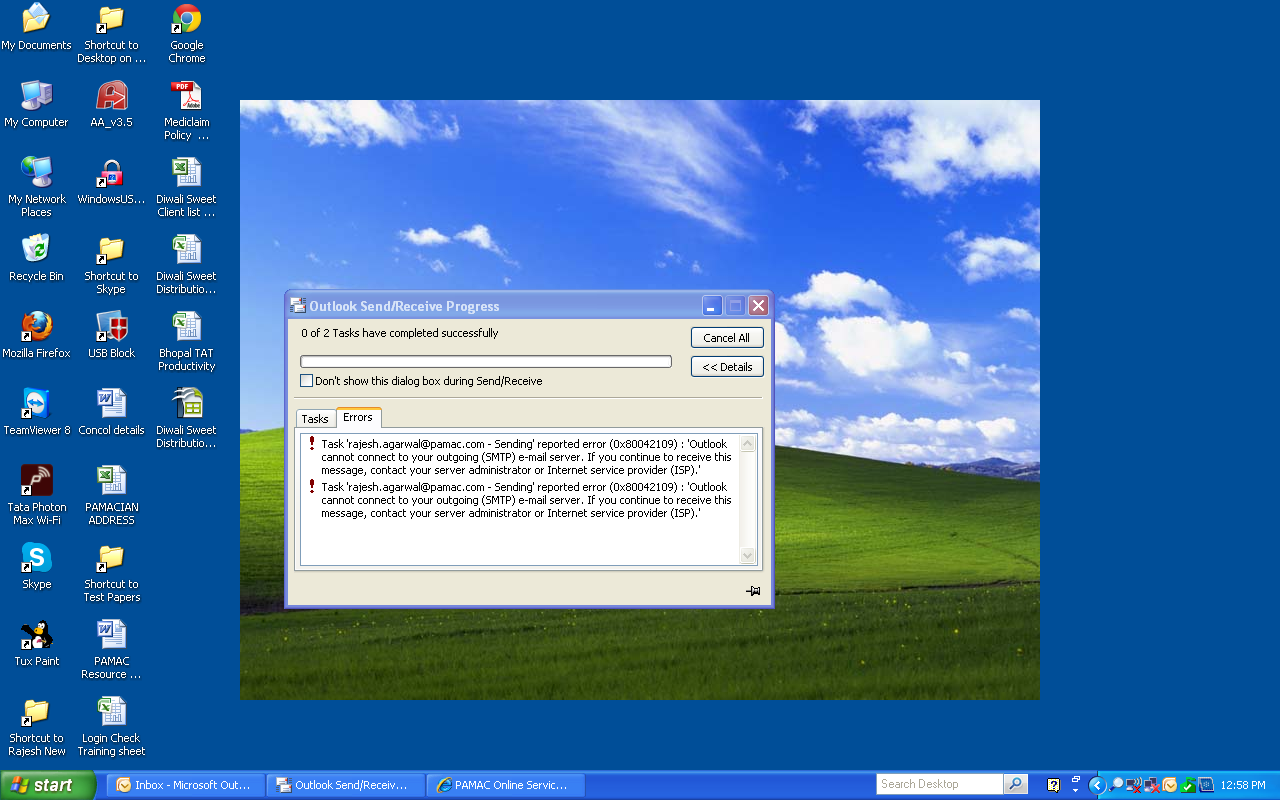 My Documents
Shortcut to
Desktop on ...
Google
Chrome
My Computer
AA_v3.5
PDF
Adobe
Mediclaim
Policy ...
My Network
Places
WindowsUS...
Diwali Sweet
Client list ...
Recycle Bin
Shortcut to
Skype
Diwali Sweet
Distributio...
Mozilla Firefox
USB Block
Bhopal TAT
Productivity
TeamViewer 8
Concol details
Diwali Sweet
Distributio...
Tata Photon
Max Wi-Fi
PAMACIAN
ADDRESS
Skype
Shortcut to
Test Papers
Tux Paint
PAMAC
Resource ...
Shortcut to
Rajesh New
Login Check
Training sheet
Outlook Send/Receive Progress
0 of 2 Tasks have completed successfully
Cancel All
<< Details
Don't show this dialog box during Send/Receive
Tasks
Errors
Task 'rajesh.agarwal@pamac.com - Sending' reported error (0x80042109) : 'Outlook
cannot connect to your outgoing (SMTP) e-mail server. If you continue to receive this
message, contact your server administrator or Internet service provider (ISP).'
Task 'rajesh.agarwal@pamac.com - Sending' reported error (0x80042109) : 'Outlook
cannot connect to your outgoing (SMTP) e-mail server. If you continue to receive this
message, contact your server administrator or Internet service provider (ISP).'
start
Inbox - Microsoft Out...
Outlook Send/Receiv...
PAMAC Online Servic...
Search Desktop
12:58 PM